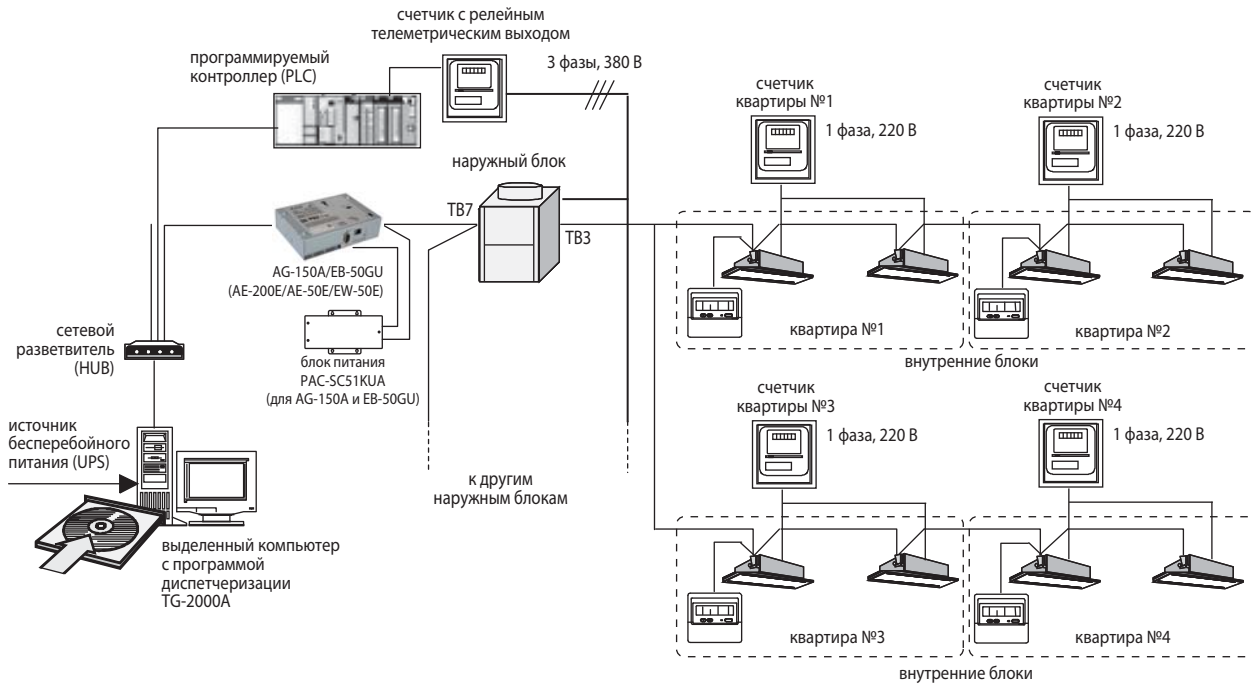 счетчик с релейным
телеметрическим выходом
программируемый
контроллер (PLC)
3 фазы, 380 В
наружный блок
TB7
TB3
AG-150A/EB-50GU
(AE-200E/AE-50E/EW-50E)
блок питания
PAC-SC51KUA
(для AG-150A и EB-50GU)
сетевой
разветвитель
(HUB)
источник
бесперебойного
питания (UPS)
выделенный компьютер
с программой
диспетчеризации
TG-2000A
к другим
наружным блокам
счетчик
квартиры №1
1 фаза, 220 В
счетчик
квартиры №2
1 фаза, 220 В
квартира №1
квартира №2
внутренние блоки
счетчик
квартиры №3
1 фаза, 220 В
счетчик
квартиры №4
1 фаза, 220 В
квартира №3
квартира №4
внутренние блоки